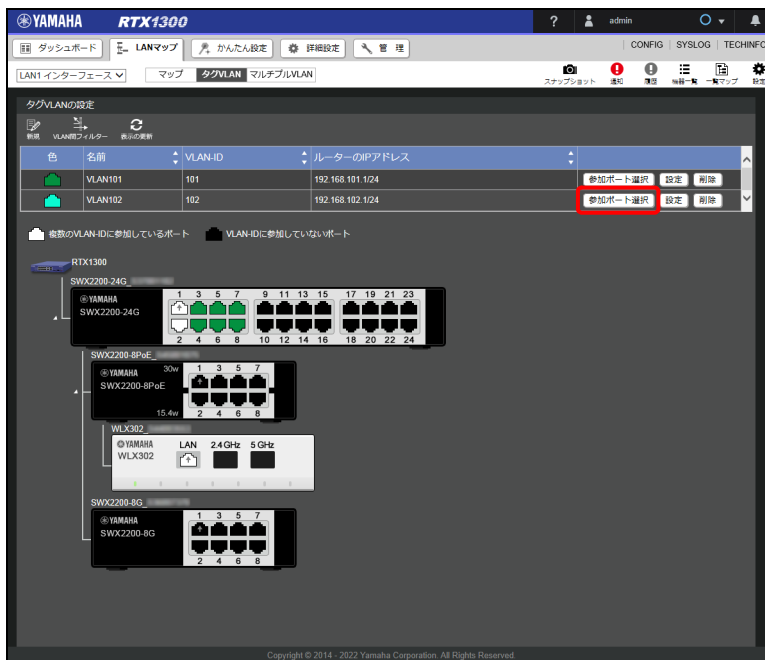 YAMAHA RTX1300 ? admin
ダッシュボード LANマップ かんたん設定 詳細設定 管 理 CONFIG SYSLOG TECHINFO
LAN1 インターフェース マップ タグVLAN マルチプルVLAN スナップショット 通知 履歴 機器一覧 一覧マップ 設定
タグVLANの設定
新規 VLAN間フィルター 表示の更新
色 名前 VLAN-ID ルーターのIPアドレス
VLAN101 101 192.168.101.1/24 参加ポート選択 設定 削除
VLAN102 102 192.168.102.1/24 参加ポート選択 設定 削除
複数のVLAN-IDに参加しているポート VLAN-IDに参加していないポート
RTX1300
SWX2200-24G_
YAMAHA 1 3 5 7 9 11 13 15 17 19 21 23
SWX2200-24G
2 4 6 8 10 12 14 16 18 20 22 24
SWX2200-8PoE_
YAMAHA 30w 1 3 5 7
SWX2200-8PoE
15.4w 2 4 6 8
WLX302_
YAMAHA LAN 2.4 GHz 5 GHz
WLX302
SWX2200-8G_
YAMAHA 1 3 5 7
SWX2200-8G
2 4 6 8
Copyright © 2014 - 2022 Yamaha Corporation. All Rights Reserved.